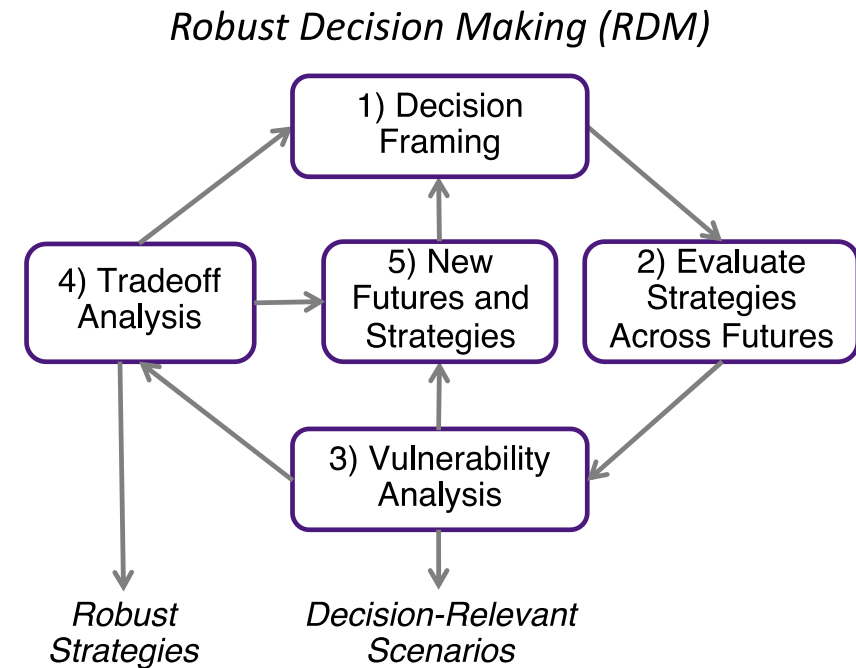 Robust Decision Making (RDM)
1) Decision
Framing
4) Tradeoff
Analysis
5) New
Futures and
Strategies
2) Evaluate
Strategies
Across Futures
3) Vulnerability
Analysis
Robust
Strategies
Decision-Relevant
Scenarios